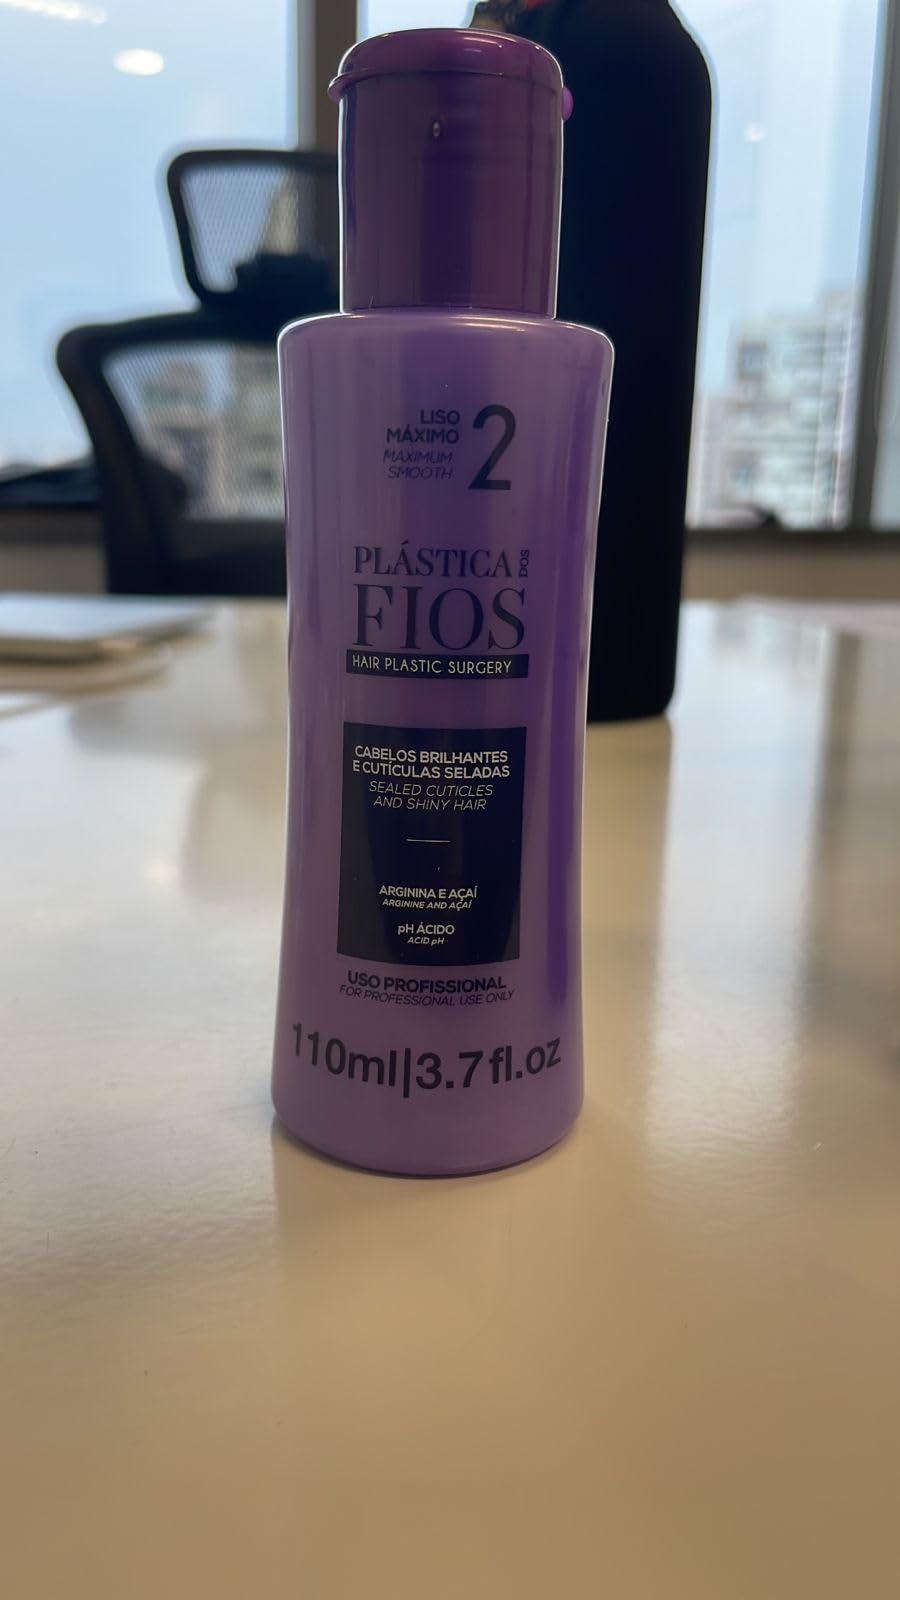 LISO
MÁXIMO
MAXIMUM
SMOOTH
2
PLÁSTICA DOS
FIOS
HAIR PLASTIC SURGERY
CABELOS BRILHANTES
E CUTÍCULAS SELADAS
SEALED CUTICLES
AND SHINY HAIR
ARGININA E AÇAÍ
ARGININE AND AÇAÍ
pH ÁCIDO
ACID pH
USO PROFISSIONAL
FOR PROFESSIONAL USE ONLY
110ml|3.7fl.oz